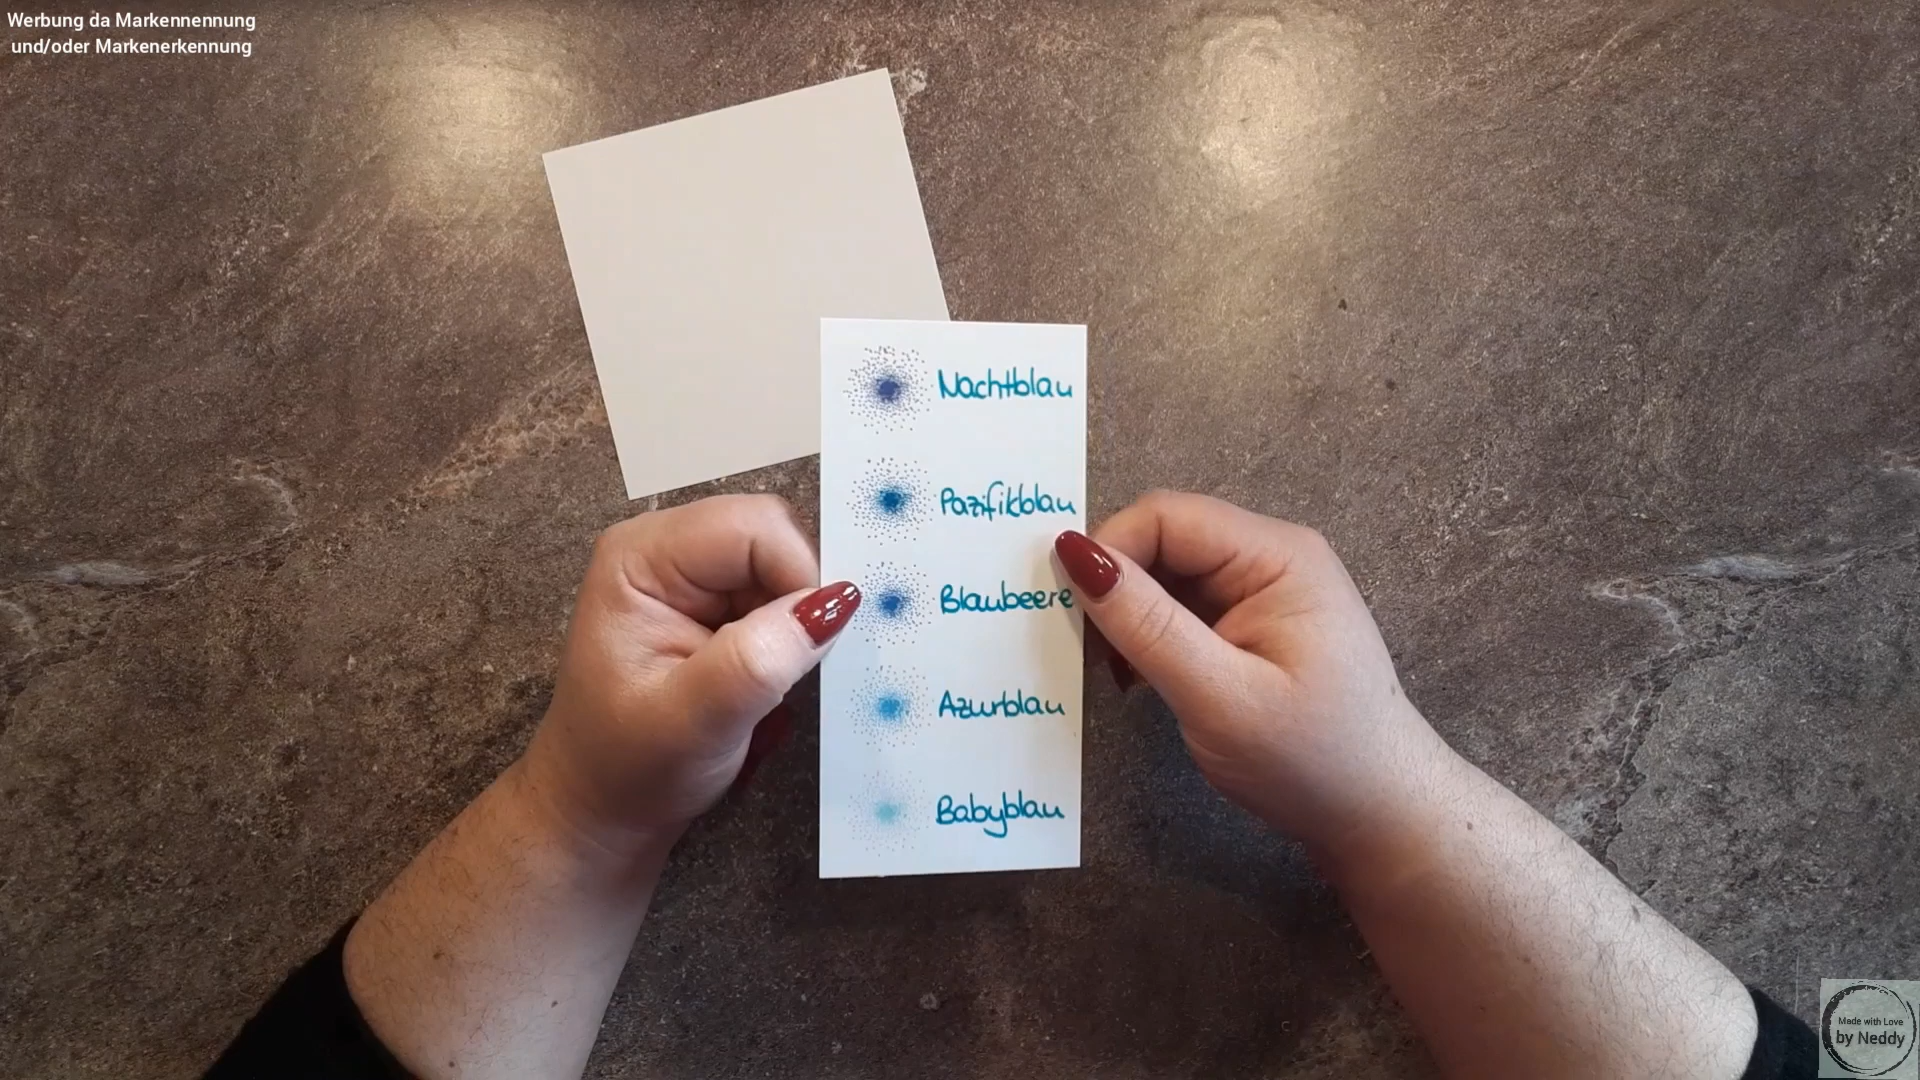 Werbung da Markennennung
und/oder Markenerkennung
Nachtblau
Pazifikblau
Blaubeere
Azurblau
Babyblau
Made with Love
by Neddy